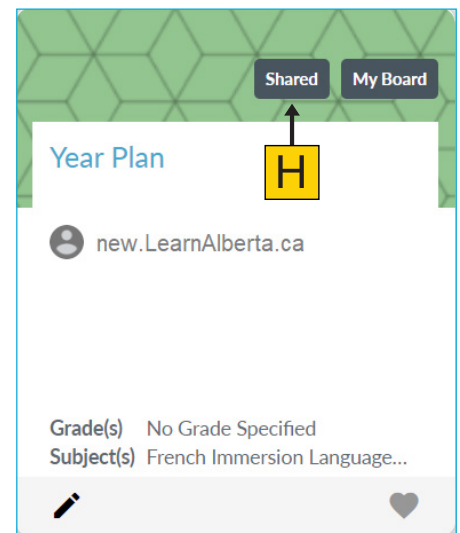 Shared My Board
Year Plan
H
new.LearnAlberta.ca
Grade(s) No Grade Specified
Subject(s) French Immersion Language...